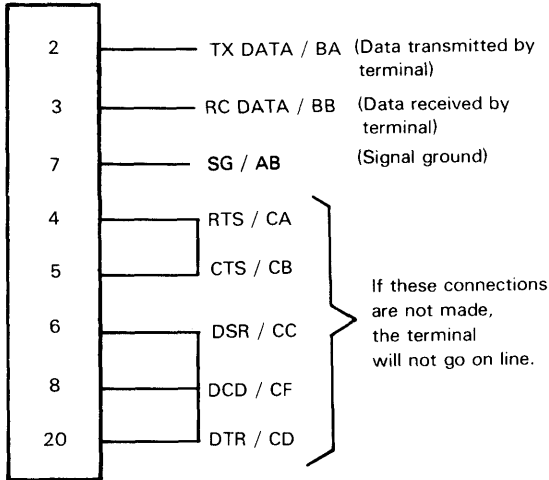 2 TX DATA / BA (Data transmitted by
terminal)
3 RC DATA / BB (Data received by
terminal)
7 SG / AB (Signal ground)
4 RTS / CA
5 CTS / CB
6 DSR / CC
8 DCD / CF
20 DTR / CD
If these connections
are not made,
the terminal
will not go on line.